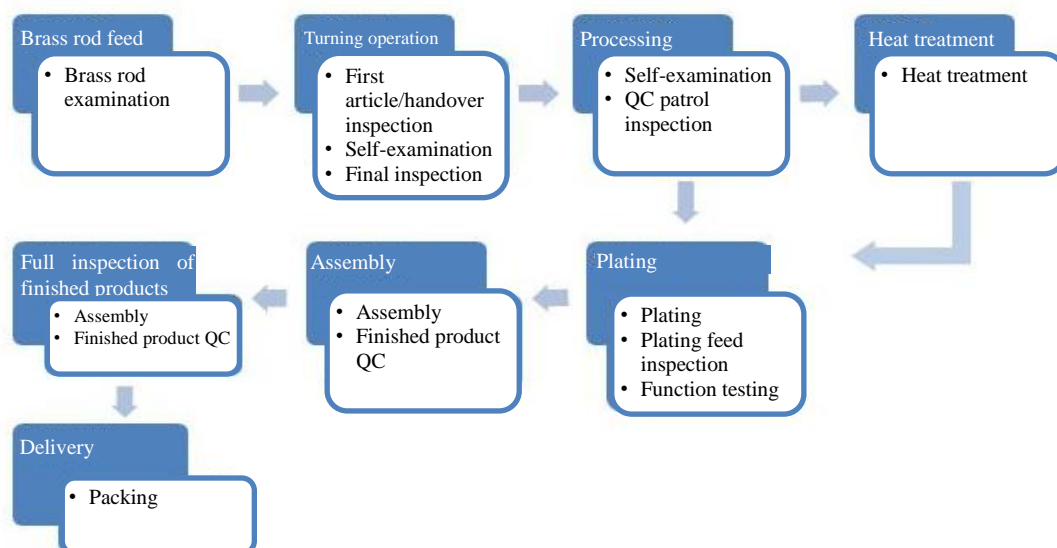 Brass rod feed
• Brass rod
examination
Turning operation
• First
article/handover
inspection
• Self-examination
• Final inspection
Processing
• Self-examination
• QC patrol
inspection
Heat treatment
• Heat treatment
Full inspection of
finished products
• Assembly
• Finished product QC
Assembly
• Assembly
• Finished product
QC
Plating
• Plating
• Plating feed
inspection
• Function testing
Delivery
• Packing